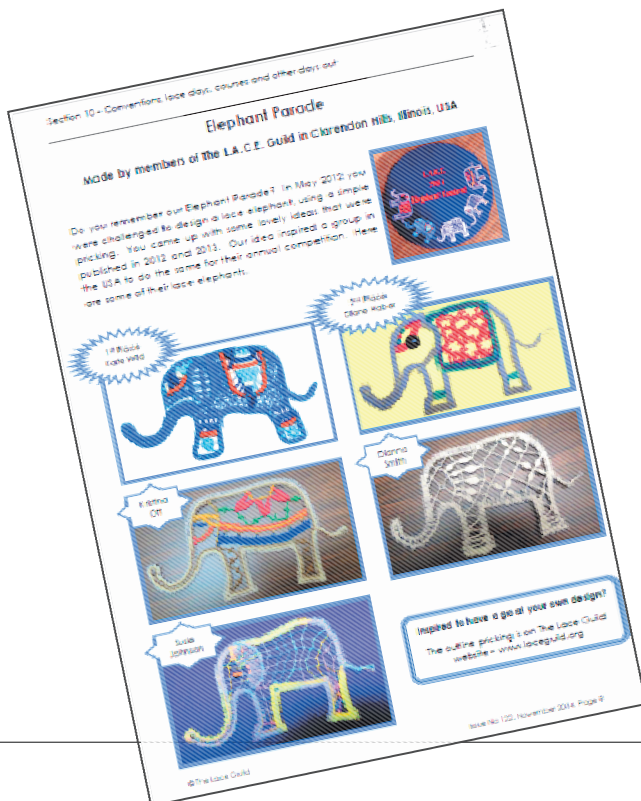 Section 10 - Conventions, lace days, courses and other days out
Elephant Parade
Made by members of The L.A.C.E. Guild in Clarendon Hills, Illinois, USA
Do you remember our Elephant Parade? In May 2012 you
were challenged to design a lace elephant, using a simple
pricking. You came up with some lovely ideas that were
published in 2012 and 2013. Our idea inspired a group in
the USA to do the same for their annual competition. Here
are some of their lace elephants.
Elephant
1st Place
Wild
Place
Diane
Kristina
Ott
Dianna
Smith
Susie
Johnson
Inspired to have a go at your own design?
The outline pricking is on The Lace Guild
website - www.laceguild.org
© The Lace Guild
Issue No 122, November 2014, Page